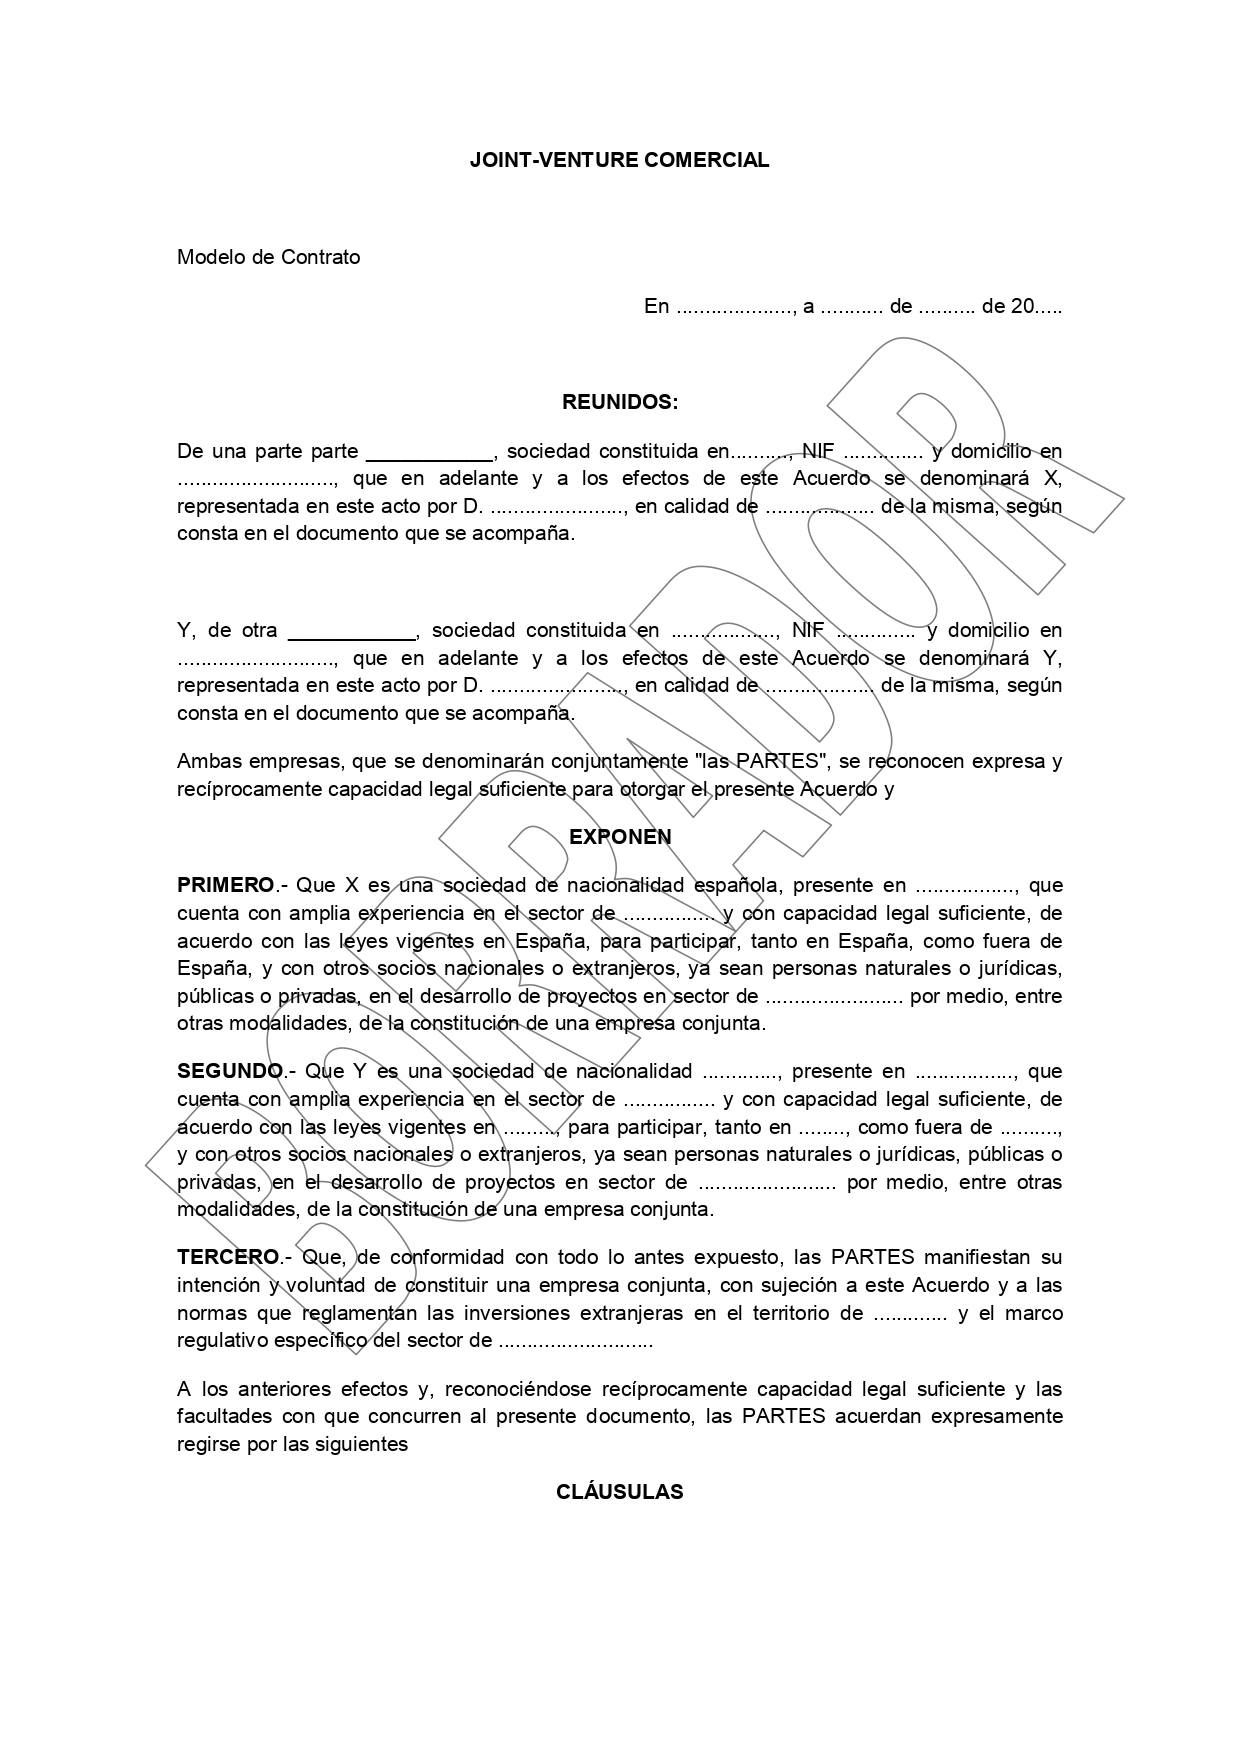 JOINT-VENTURE COMERCIAL
Modelo de Contrato
En ...................., a ........... de .......... de 20.....
REUNIDOS:
De una parte parte ___________, sociedad constituida en.........., NIF .............. y domicilio en
..........................., que en adelante y a los efectos de este Acuerdo se denominará X,
representada en este acto por D. ......................., en calidad de ................... de la misma, según
consta en el documento que se acompaña.
Y, de otra ___________, sociedad constituida en .................., NIF .............. y domicilio en
..........................., que en adelante y a los efectos de este Acuerdo se denominará Y,
representada en este acto por D. ......................., en calidad de ................... de la misma, según
consta en el documento que se acompaña.
Ambas empresas, que se denominarán conjuntamente "las PARTES", se reconocen expresa y
recíprocamente capacidad legal suficiente para otorgar el presente Acuerdo y
EXPONEN
PRIMERO.- Que X es una sociedad de nacionalidad española, presente en ................., que
cuenta con amplia experiencia en el sector de ................ y con capacidad legal suficiente, de
acuerdo con las leyes vigentes en España, para participar, tanto en España, como fuera de
España, y con otros socios nacionales o extranjeros, ya sean personas naturales o jurídicas,
públicas o privadas, en el desarrollo de proyectos en sector de ........................ por medio, entre
otras modalidades, de la constitución de una empresa conjunta.
SEGUNDO.- Que Y es una sociedad de nacionalidad ............., presente en ................., que
cuenta con amplia experiencia en el sector de ................ y con capacidad legal suficiente, de
acuerdo con las leyes vigentes en ........., para participar, tanto en ........, como fuera de ..........,
y con otros socios nacionales o extranjeros, ya sean personas naturales o jurídicas, públicas o
privadas, en el desarrollo de proyectos en sector de ........................ por medio, entre otras
modalidades, de la constitución de una empresa conjunta.
TERCERO.- Que, de conformidad con todo lo antes expuesto, las PARTES manifiestan su
intención y voluntad de constituir una empresa conjunta, con sujeción a este Acuerdo y a las
normas que reglamentan las inversiones extranjeras en el territorio de ............. y el marco
regulativo específico del sector de ...........................
A los anteriores efectos y, reconociéndose recíprocamente capacidad legal suficiente y las
facultades con que concurren al presente documento, las PARTES acuerdan expresamente
regirse por las siguientes
CLÁUSULAS
BORRADOR